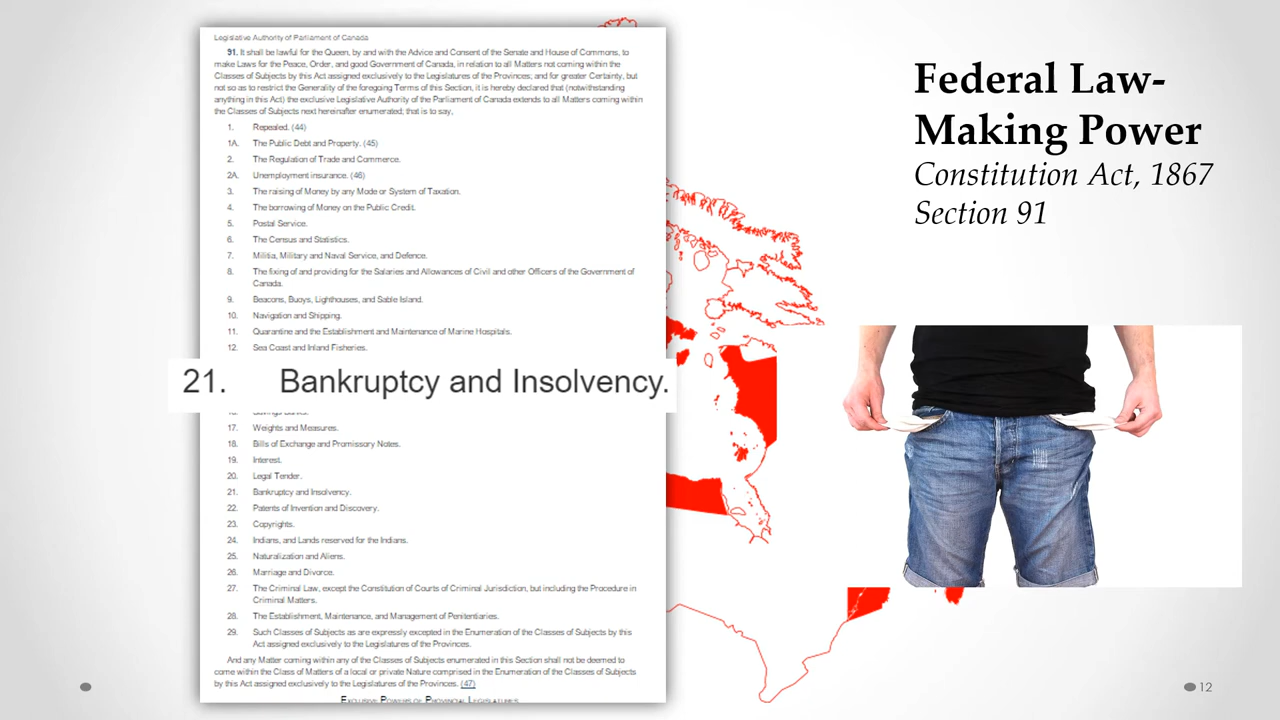 Legislative Authority of Parliament of Canada
91. It shall be lawful for the Queen, by and with the Advice and Consent of the Senate and House of Commons, to
make Laws for the Peace, Order, and good Government of Canada, in relation to all Matters not coming within the
Classes of Subjects by this Act assigned exclusively to the Legislatures of the Provinces; and for greater Certainty, but
not so as to restrict the Generality of the foregoing Terms of this Section, it is hereby declared that (notwithstanding
anything in this Act) the exclusive Legislative Authority of the Parliament of Canada extends to all Matters coming within
the Classes of Subjects next hereinafter enumerated; that is to say,
1. Repealed. (44)
1A. The Public Debt and Property. (45)
2. The Regulation of Trade and Commerce.
2A. Unemployment insurance. (46)
3. The raising of Money by any Mode or System of Taxation.
4. The borrowing of Money on the Public Credit.
5. Postal Service.
6. The Census and Statistics.
7. Militia, Military and Naval Service, and Defence.
8. The fixing of and providing for the Salaries and Allowances of Civil and other Officers of the Government of
Canada.
9. Beacons, Buoys, Lighthouses, and Sable Island.
10. Navigation and Shipping.
11. Quarantine and the Establishment and Maintenance of Marine Hospitals.
12. Sea Coast and Inland Fisheries.
21. Bankruptcy and Insolvency.
17. Weights and Measures.
18. Bills of Exchange and Promissory Notes.
19. Interest.
20. Legal Tender.
21. Bankruptcy and Insolvency.
22. Patents of Invention and Discovery.
23. Copyrights.
24. Indians, and Lands reserved for the Indians.
25. Naturalization and Aliens.
26. Marriage and Divorce.
27. The Criminal Law, except the Constitution of Courts of Criminal Jurisdiction, but including the Procedure in
Criminal Matters.
28. The Establishment, Maintenance, and Management of Penitentiaries.
29. Such Classes of Subjects as are expressly excepted in the Enumeration of the Classes of Subjects by this
Act assigned exclusively to the Legislatures of the Provinces.
And any Matter coming within any of the Classes of Subjects enumerated in this Section shall not be deemed to
come within the Class of Matters of a local or private Nature comprised in the Enumeration of the Classes of Subjects
by this Act assigned exclusively to the Legislatures of the Provinces. (47)
EXCLUSIVE POWERS OF PROVINCIAL LEGISLATURES
Federal Law-
Making Power
Constitution Act, 1867
Section 91
12